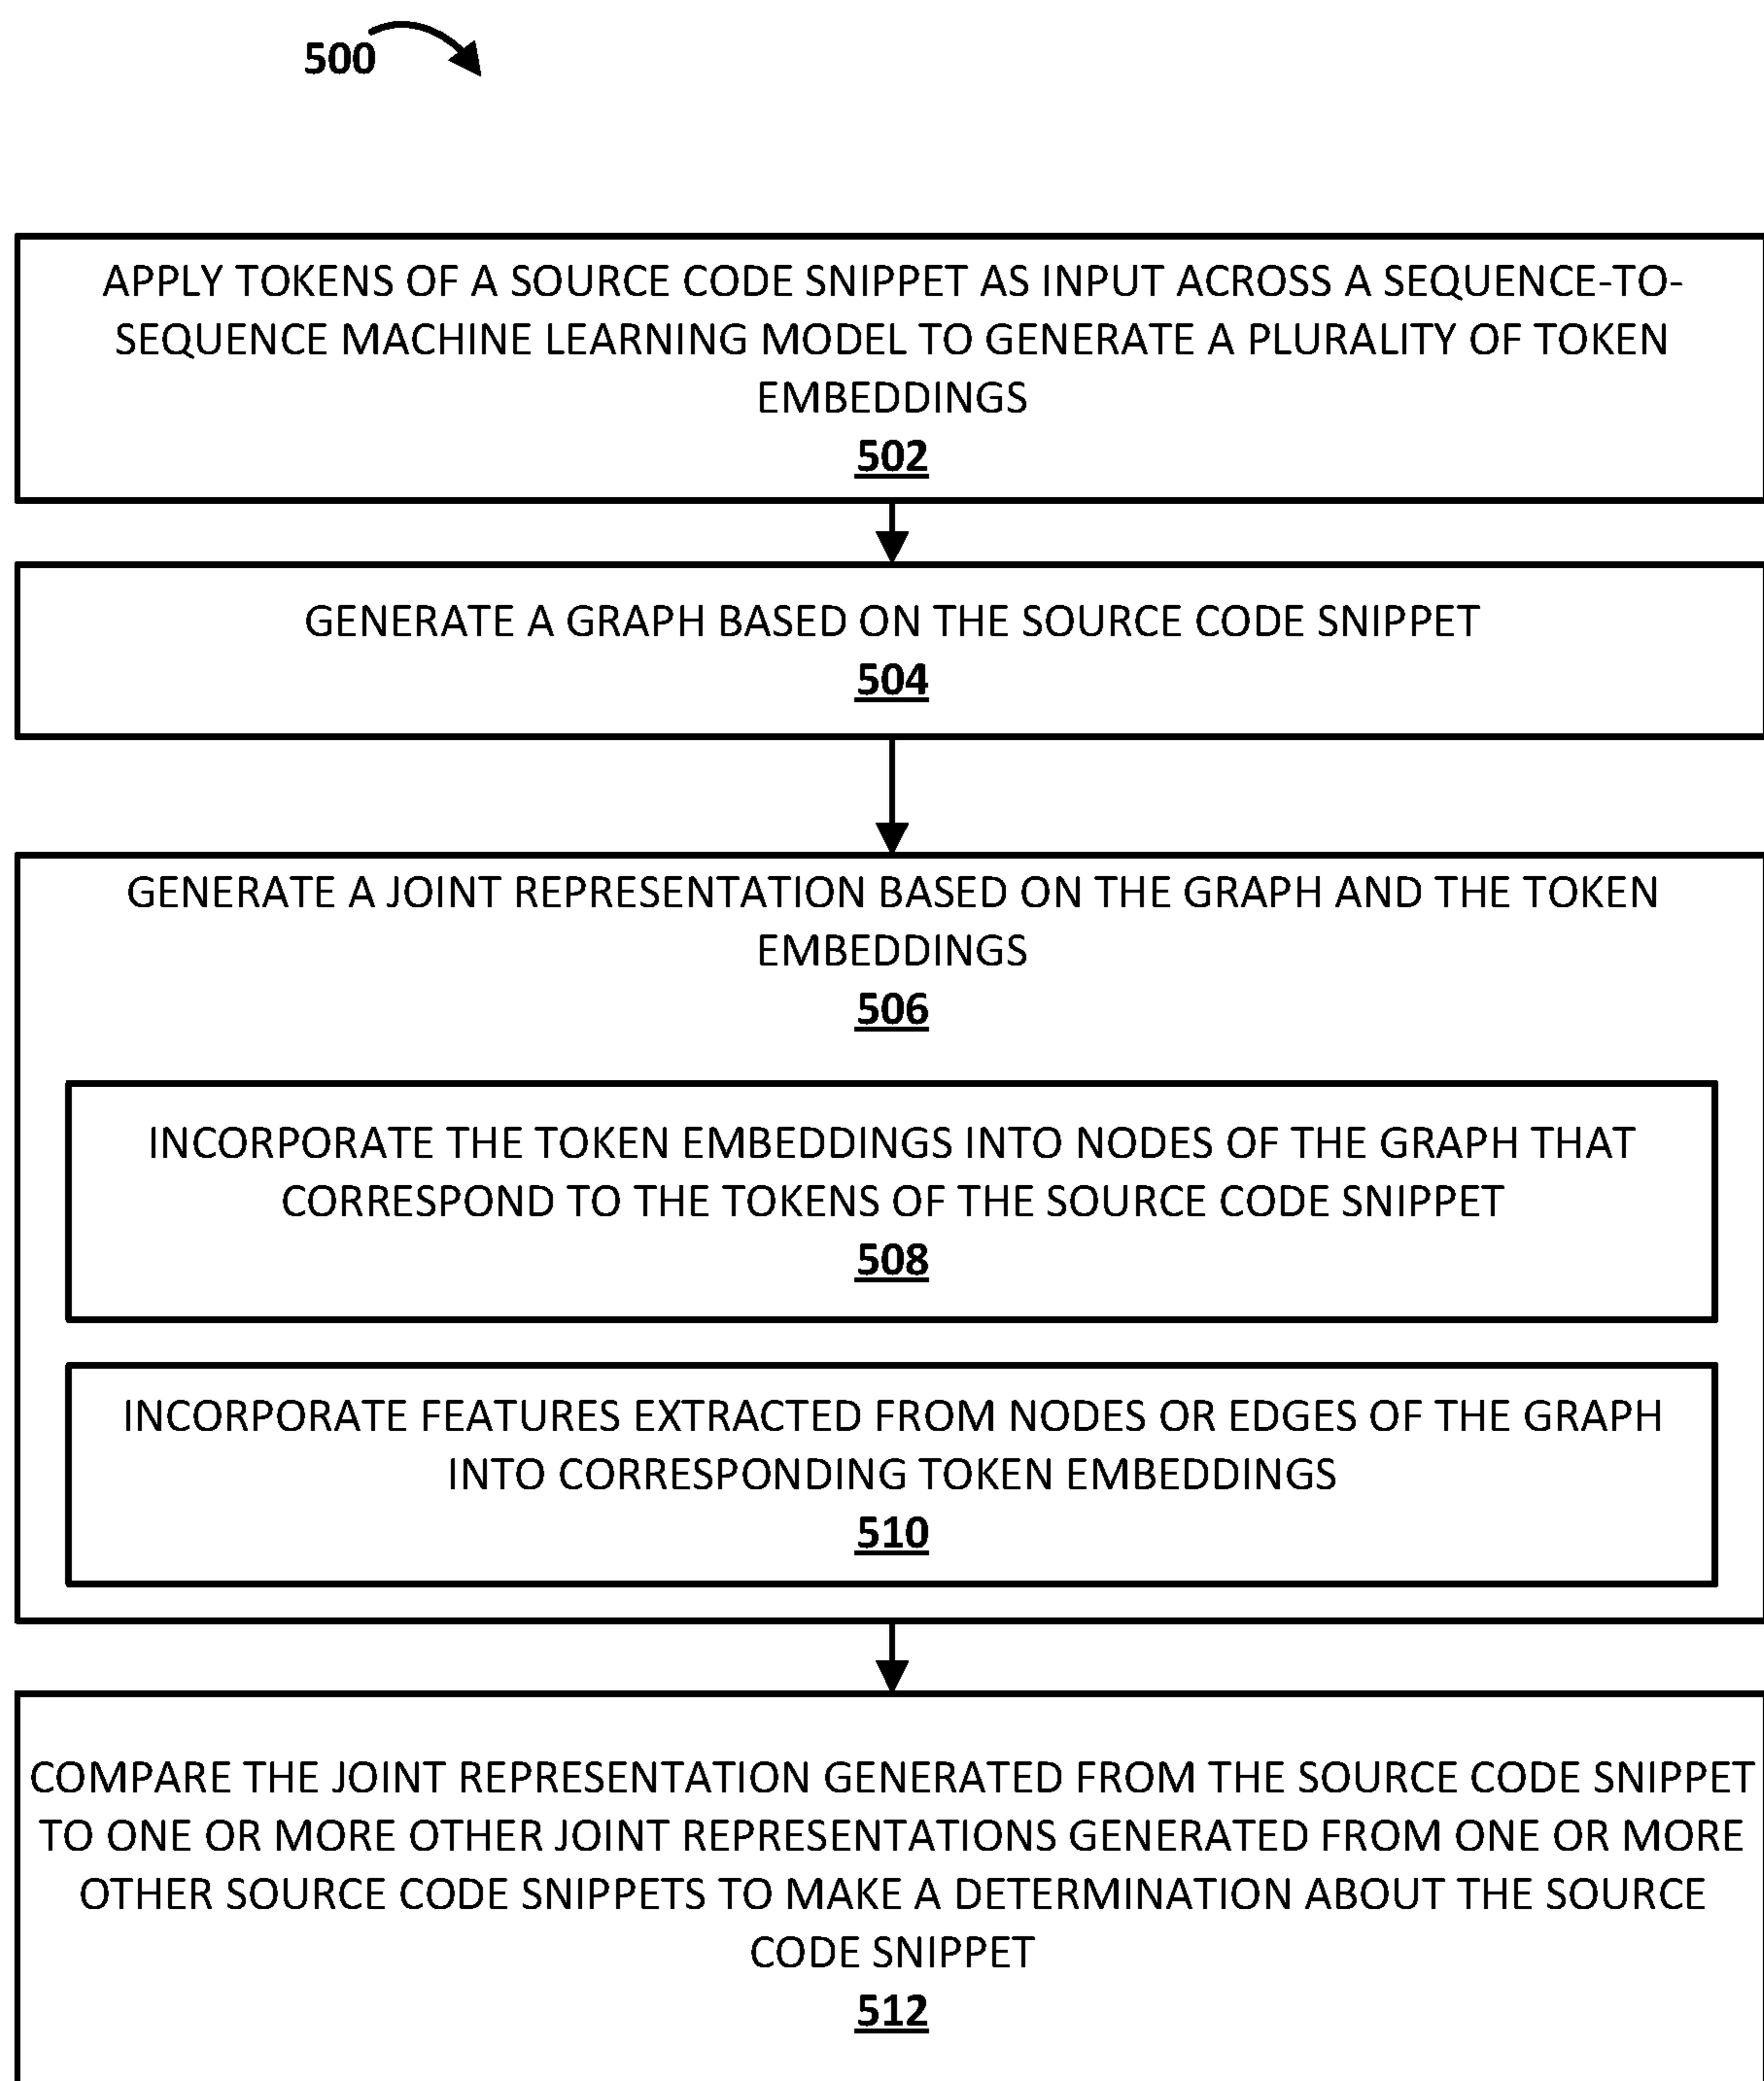 500
APPLY TOKENS OF A SOURCE CODE SNIPPET AS INPUT ACROSS A SEQUENCE-TO-
SEQUENCE MACHINE LEARNING MODEL TO GENERATE A PLURALITY OF TOKEN
EMBEDDINGS
502
GENERATE A GRAPH BASED ON THE SOURCE CODE SNIPPET
504
GENERATE A JOINT REPRESENTATION BASED ON THE GRAPH AND THE TOKEN
EMBEDDINGS
506
INCORPORATE THE TOKEN EMBEDDINGS INTO NODES OF THE GRAPH THAT
CORRESPOND TO THE TOKENS OF THE SOURCE CODE SNIPPET
508
INCORPORATE FEATURES EXTRACTED FROM NODES OR EDGES OF THE GRAPH
INTO CORRESPONDING TOKEN EMBEDDINGS
510
COMPARE THE JOINT REPRESENTATION GENERATED FROM THE SOURCE CODE SNIPPET
TO ONE OR MORE OTHER JOINT REPRESENTATIONS GENERATED FROM ONE OR MORE
OTHER SOURCE CODE SNIPPETS TO MAKE A DETERMINATION ABOUT THE SOURCE
CODE SNIPPET
512